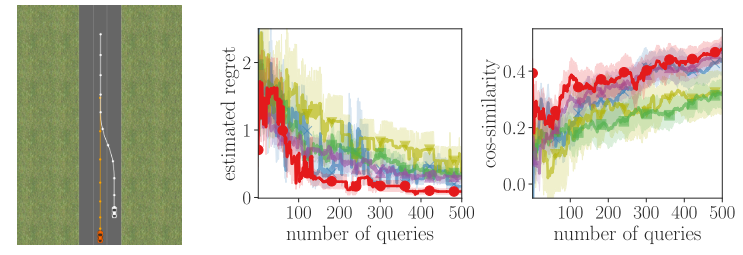 estimated regret
2
1
0
100 200 300 400 500
number of queries
cos-similarity
0.4
0.2
0.0
100 200 300 400 500
number of queries